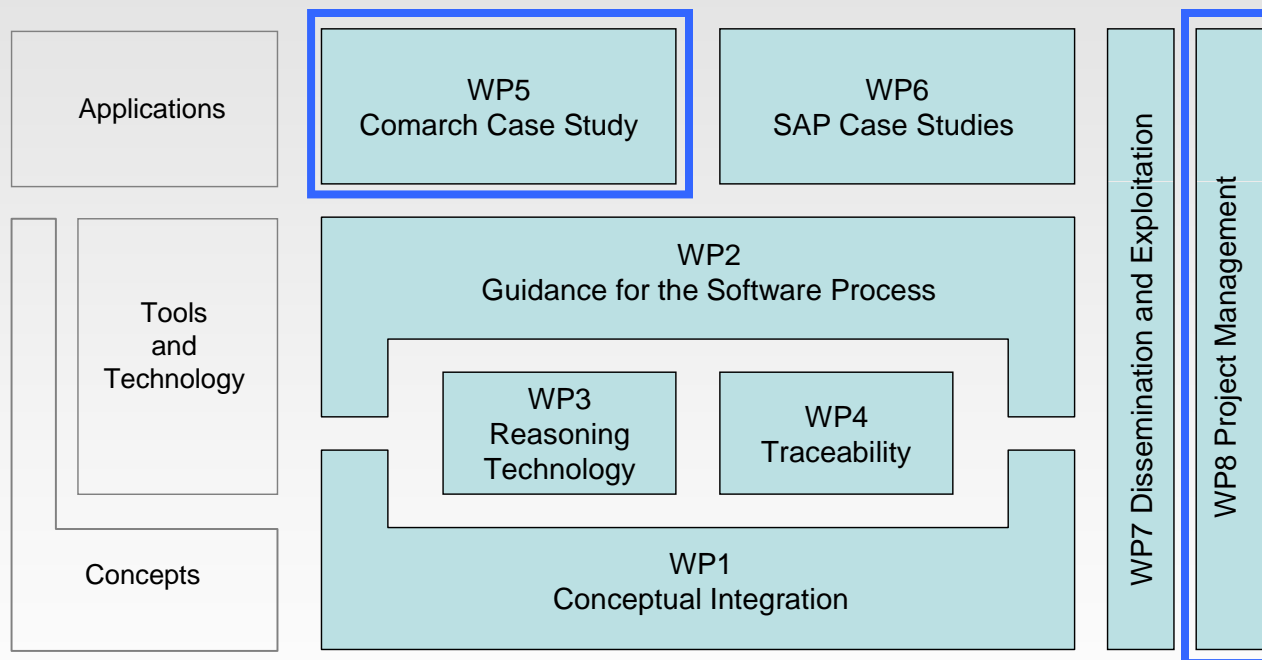 Applications
WP5
Comarch Case Study
WP6
SAP Case Studies
Tools
and
Technology
WP2
Guidance for the Software Process
WP3
Reasoning
Technology
WP4
Traceability
Concepts
WP1
Conceptual Integration
WP7 Dissemination and Exploitation
WP8 Project Management